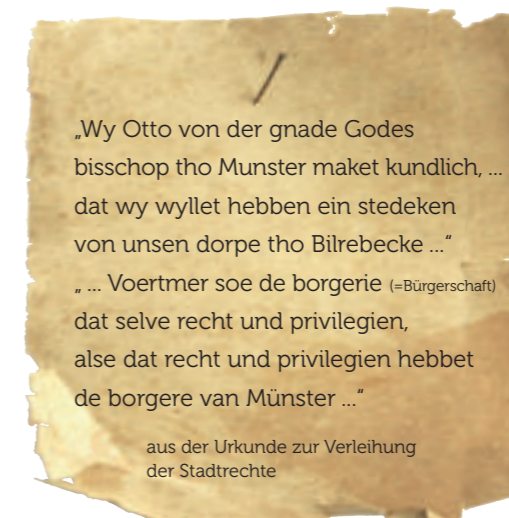 „Wy Otto von der gnade Godes
bisschop tho Munster maket kundlich, ...
dat wy wyllet hebben ein stedeken
von unsen dorpe tho Bilrebecke ...“
„ ... Voertmer soe de borgerie (=Bürgerschaft)
dat selve recht und privilegien,
alse dat recht und privilegien hebbet
de borgere van Münster ...“
aus der Urkunde zur Verleihung
der Stadtrechte